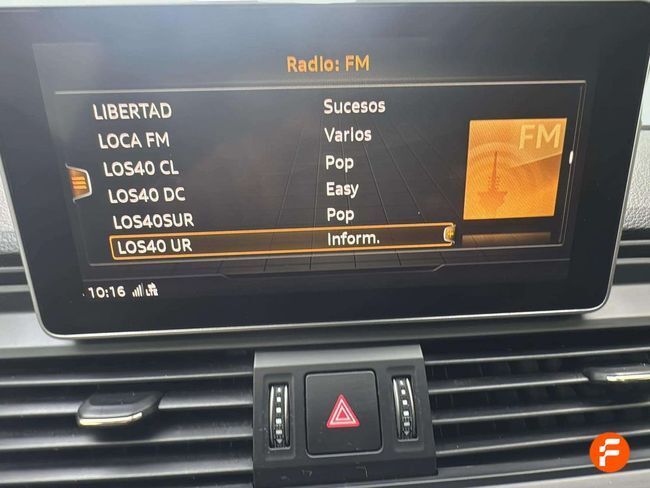 Radio: FM
LIBERTAD Sucesos
LOCA FM Varios
LOS40 CL Pop
LOS40 DC Easy
LOS40SUR Pop
LOS40 UR Inform.
FM
10:16 LTE